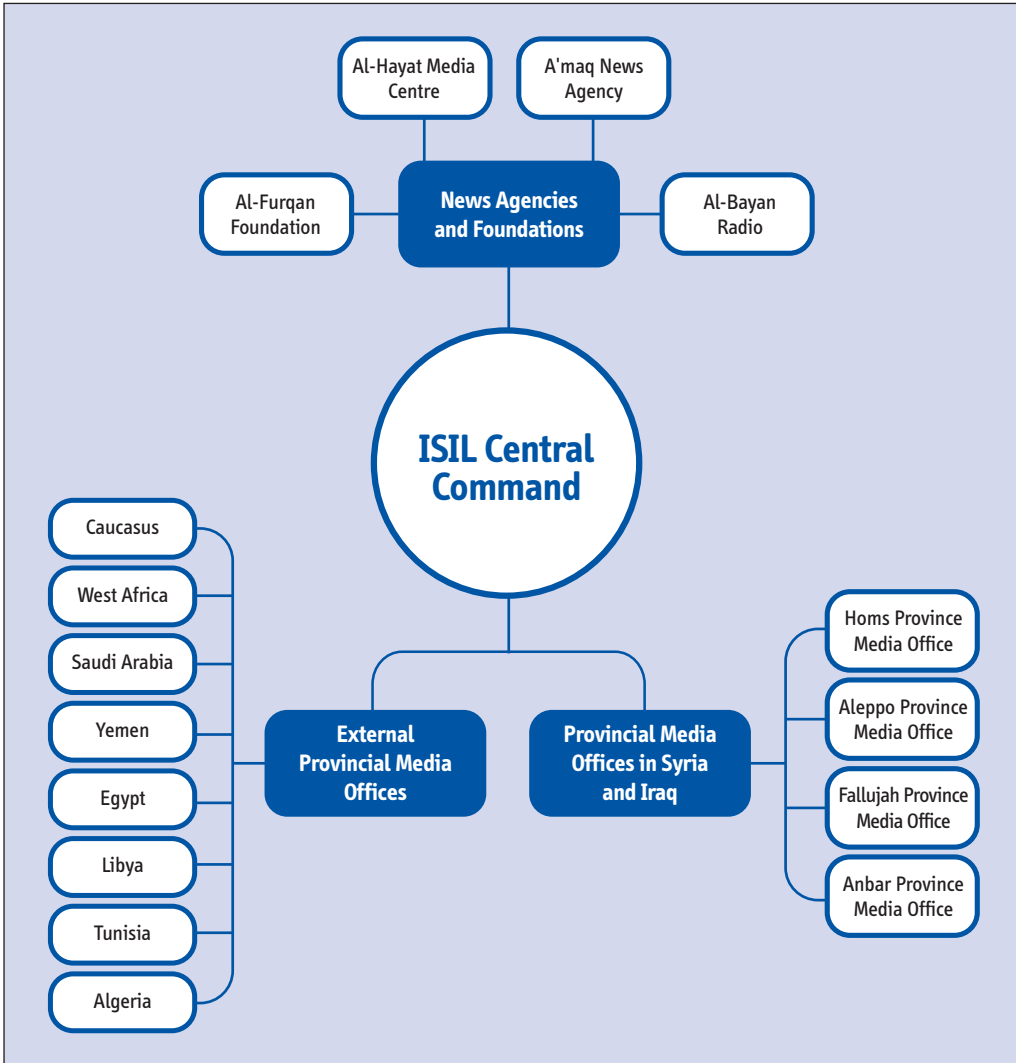 Al-Hayat Media
Centre
A'maq News
Agency
Al-Furqan
Foundation
News Agencies
and Foundations
Al-Bayan
Radio
ISIL Central
Command
Caucasus
West Africa
Saudi Arabia
Yemen
Egypt
Libya
Tunisia
Algeria
External
Provincial Media
Offices
Provincial Media
Offices in Syria
and Iraq
Homs Province
Media Office
Aleppo Province
Media Office
Fallujah Province
Media Office
Anbar Province
Media Office